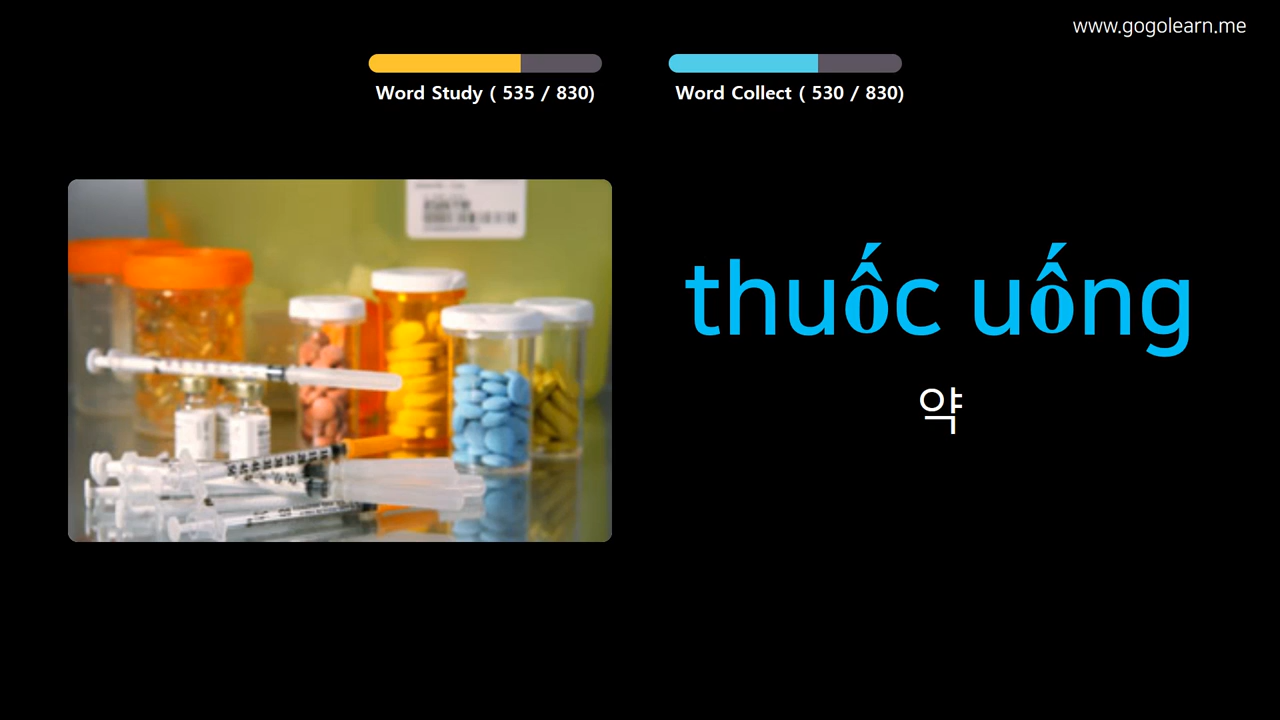 www.gogolearn.me
Word Study ( 535 / 830)
Word Collect ( 530 / 830)
thuốc uống
약